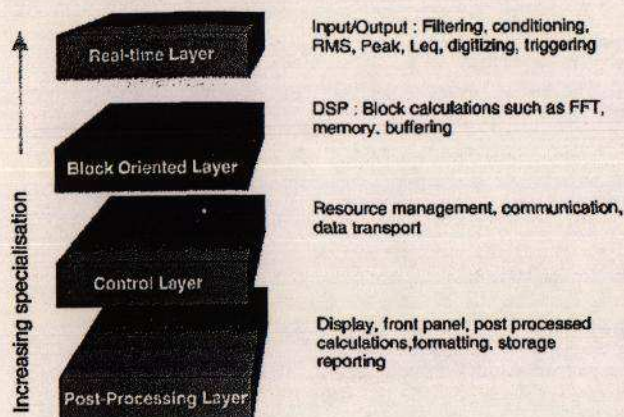 Real-time Layer
Input/Output : Filtering, conditioning,
RMS, Peak, Leq, digitizing, triggering
Block Oriented Layer
DSP : Block calculations such as FFT,
memory, buffering
Control Layer
Resource management, communication,
data transport
Post-Processing Layer
Display, front panel, post processed
calculations,formatting, storage
reporting
Increasing specialisation